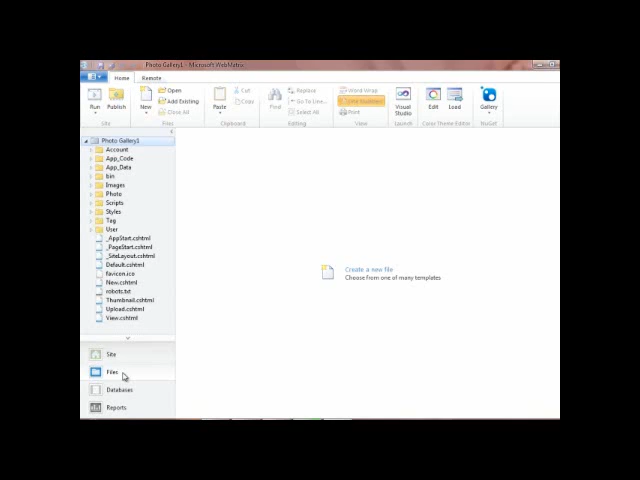 Photo Gallery1 - Microsoft WebMatrix
Home Remote
Run
Publish
Site
New
Open
Add Existing
Close All
Files
Paste
Cut
Copy
Clipboard
Find
Replace
Go To Line...
Select All
Editing
Word Wrap
Line Numbers
Print
View
Visual
Studio
Launch
Edit
Load
Color Theme Editor
Gallery
NuGet
Photo Gallery1
Account
App_Code
App_Data
bin
Images
Photo
Scripts
Styles
Tag
User
_AppStart.cshtml
_PageStart.cshtml
_SiteLayout.cshtml
Default.cshtml
favicon.ico
New.cshtml
robots.txt
Thumbnail.cshtml
Upload.cshtml
View.cshtml
Create a new file
Choose from one of many templates
Site
Files
Databases
Reports